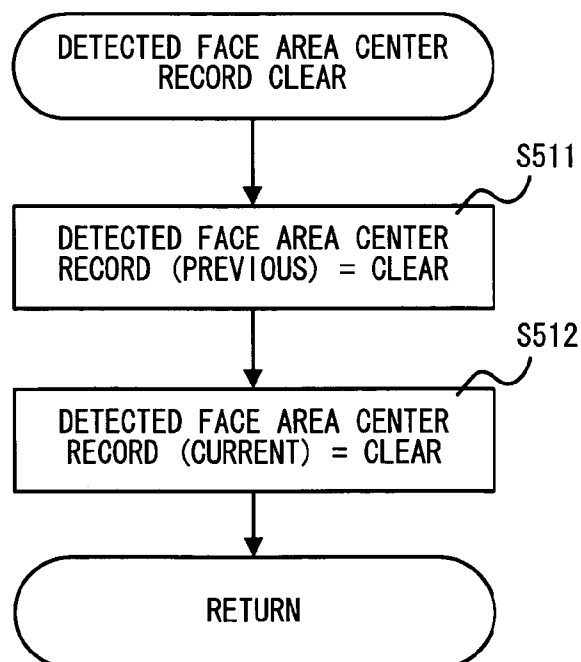 DETECTED FACE AREA CENTER
RECORD CLEAR
S511
DETECTED FACE AREA CENTER
RECORD (PREVIOUS) = CLEAR
S512
DETECTED FACE AREA CENTER
RECORD (CURRENT) = CLEAR
RETURN